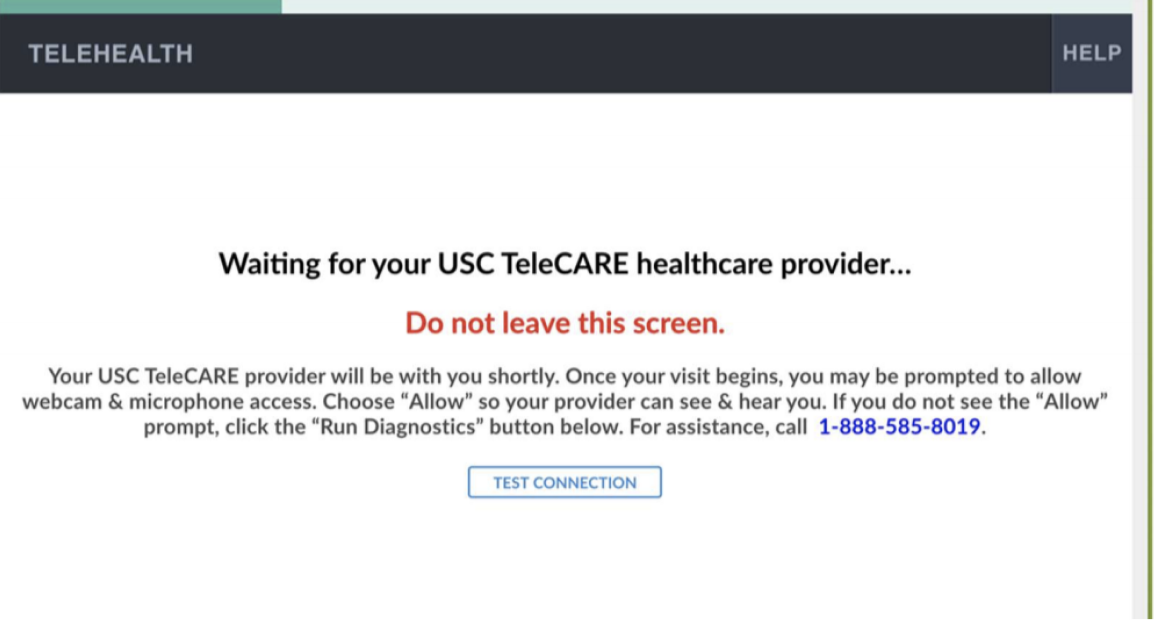 TELEHEALTH
HELP
Waiting for your USC TeleCARE healthcare provider...
Do not leave this screen.
Your USC TeleCARE provider will be with you shortly. Once your visit begins, you may be prompted to allow
webcam & microphone access. Choose “Allow” so your provider can see & hear you. If you do not see the “Allow”
prompt, click the “Run Diagnostics” button below. For assistance, call 1-888-585-8019.
TEST CONNECTION